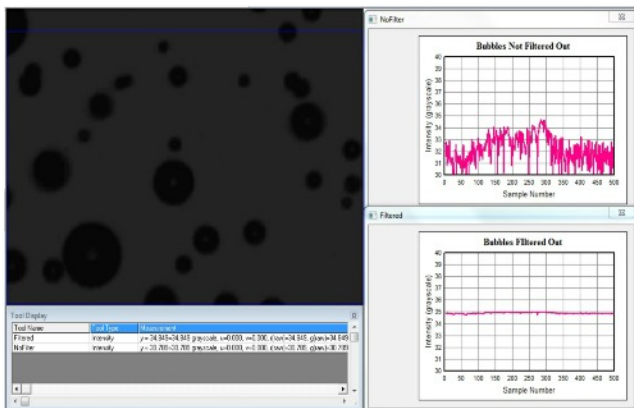 NoFilter
Bubbles Not Filtered Out
Intensity (grayscale)
40
39
38
37
36
35
34
33
32
31
30
0 50 100 150 200 250 300 350 400 450 500
Sample Number
Filtered
Bubbles FIltered Out
Intensity (grayscale)
40
39
38
37
36
35
34
33
32
31
30
0 50 100 150 200 250 300 350 400 450 500
Sample Number
Tool Display
Tool Name Tool Type Measurement
Filtered Intensity
NoFilter Intensity